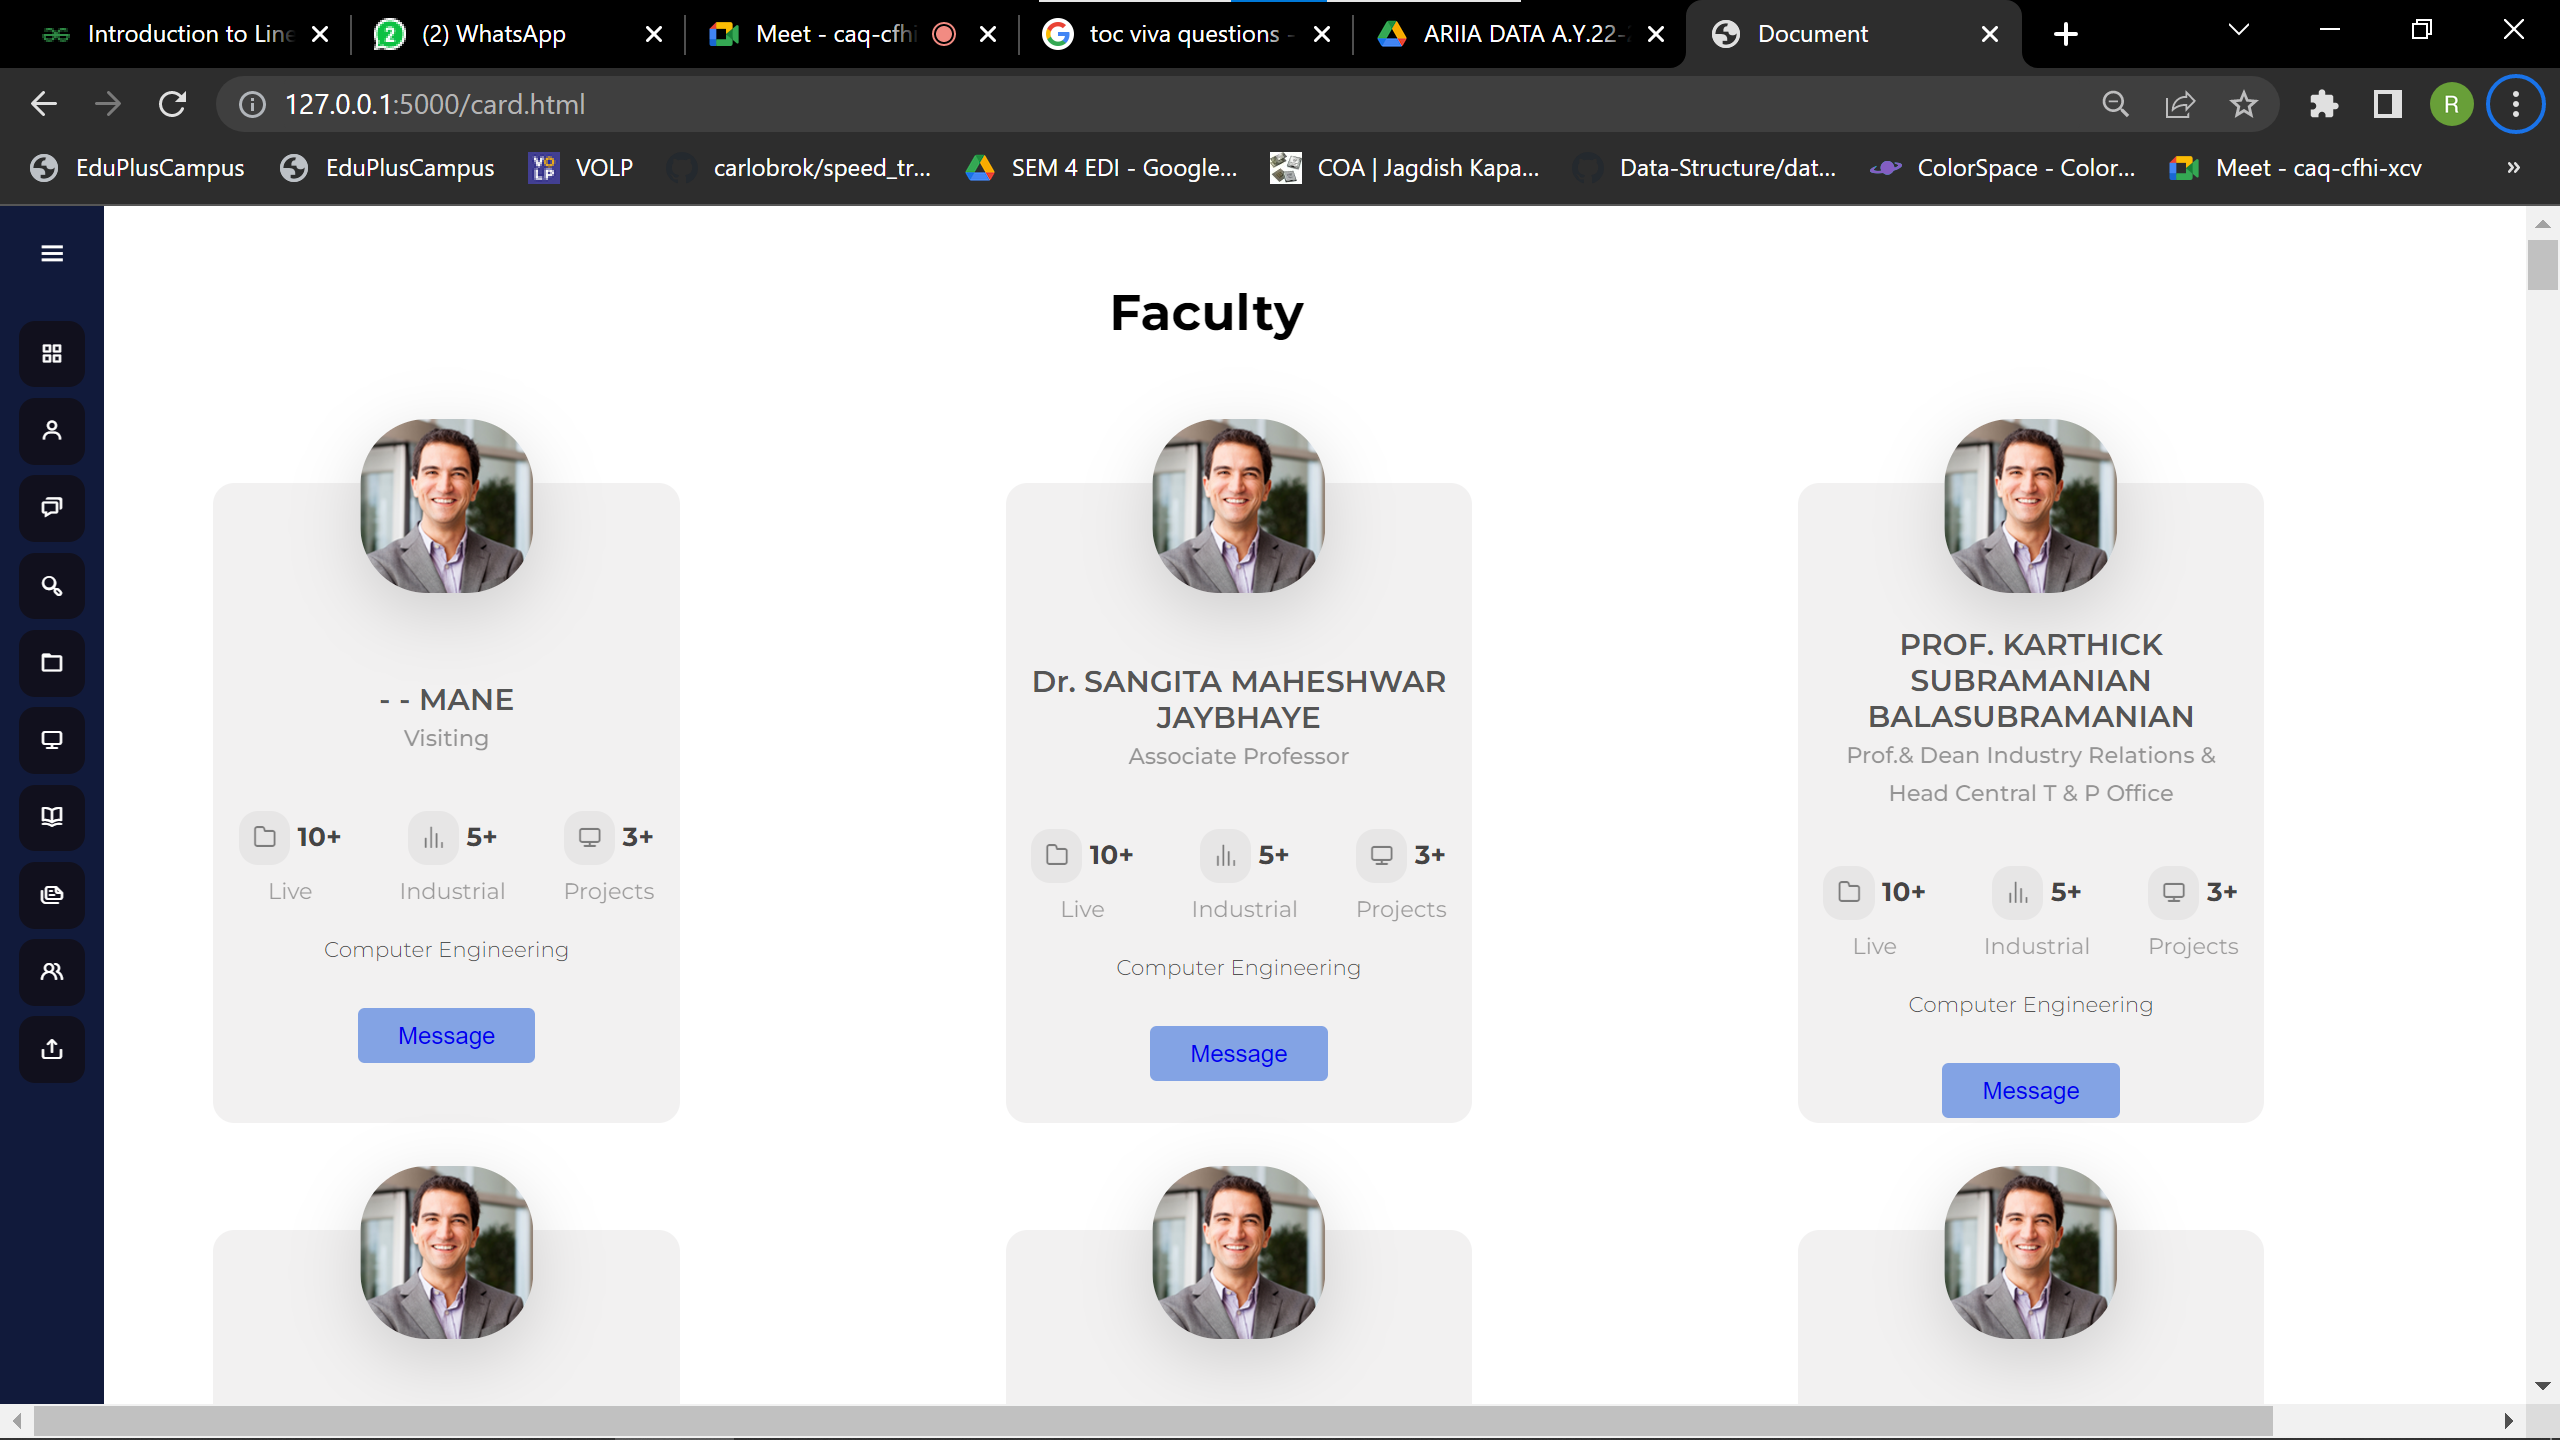 Introduction to Line
2
(2) WhatsApp
Meet - caq-cfhi
toc viva questions -
ARIIA DATA A.Y.22-2
Document
127.0.0.1:5000/card.html
R
EduPlusCampus
EduPlusCampus
VOLP
VOLP
carlobrok/speed_tr...
SEM 4 EDI - Google...
COA | Jagdish Kapa...
Data-Structure/dat...
ColorSpace - Color...
Meet - caq-cfhi-xcv
»
Faculty
- - MANE
Visiting
10+
5+
3+
Live
Industrial
Projects
Computer Engineering
Message
Dr. SANGITA MAHESHWAR
JAYBHAYE
Associate Professor
10+
5+
3+
Live
Industrial
Projects
Computer Engineering
Message
PROF. KARTHICK
SUBRAMANIAN
BALASUBRAMANIAN
Prof.& Dean Industry Relations &
Head Central T & P Office
10+
5+
3+
Live
Industrial
Projects
Computer Engineering
Message